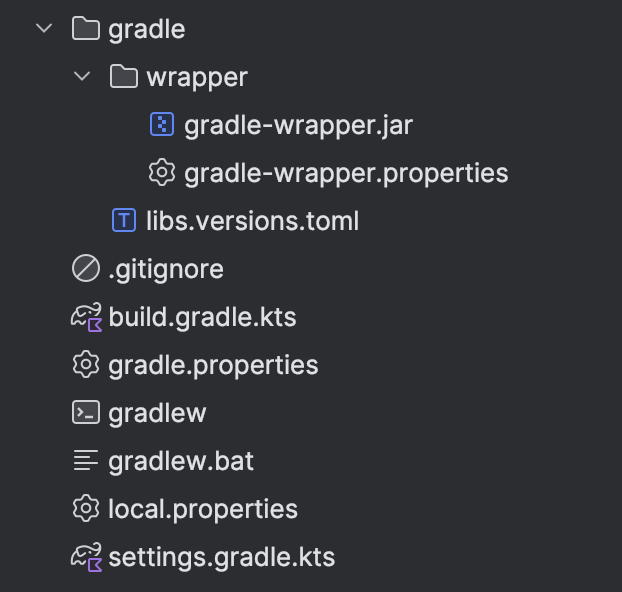 gradle
wrapper
gradle-wrapper.jar
gradle-wrapper.properties
libs.versions.toml
.gitignore
build.gradle.kts
gradle.properties
gradlew
gradlew.bat
local.properties
settings.gradle.kts